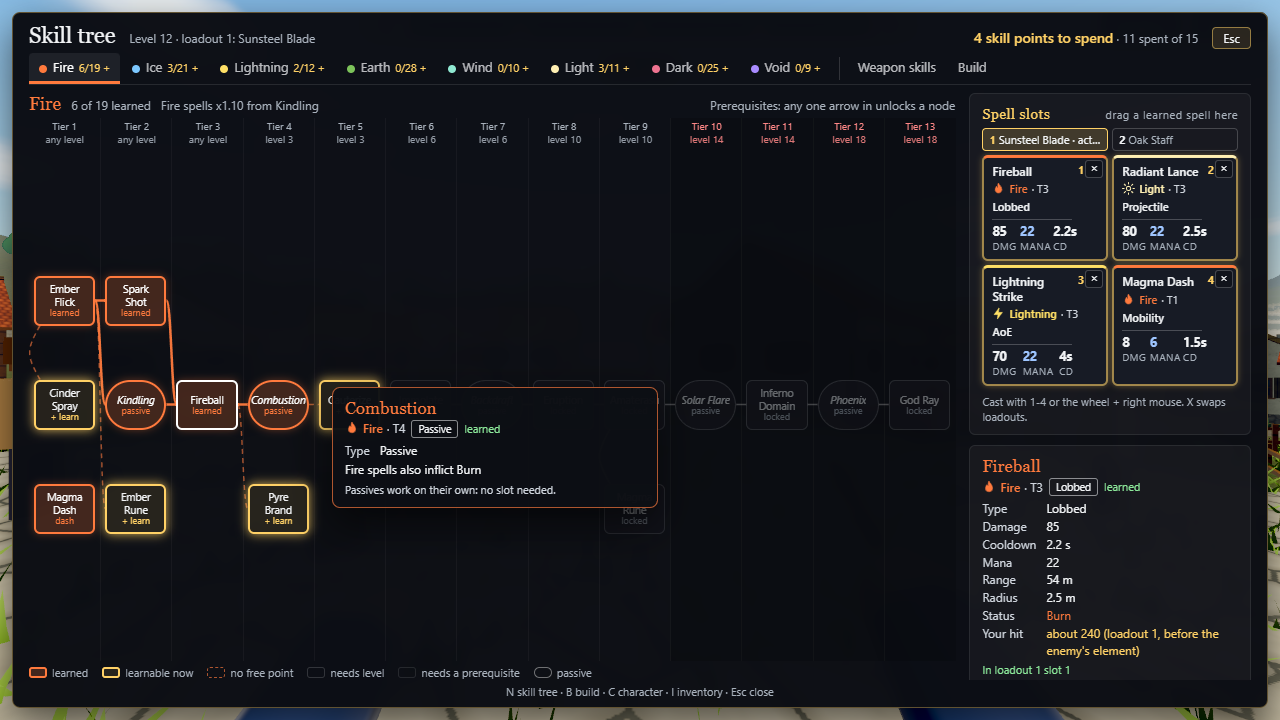 Skill tree Level 12 · loadout 1: Sunsteel Blade 4 skill points to spend · 11 spent of 15 Esc
Fire 6/19 + Ice 3/21 + Lightning 2/12 + Earth 0/28 + Wind 0/10 + Light 3/11 + Dark 0/25 + Void 0/9 + Weapon skills Build
Fire 6 of 19 learned Fire spells x1.10 from Kindling Prerequisites: any one arrow in unlocks a node
Tier 1 Tier 2 Tier 3 Tier 4 Tier 5 Tier 6 Tier 7 Tier 8 Tier 9 Tier 10 Tier 11 Tier 12 Tier 13
any level any level any level level 3 level 3 level 6 level 6 level 10 level 10 level 14 level 14 level 18 level 18
Ember Flick learned
Spark Shot learned
Cinder Spray + learn
Kindling passive
Fireball learned
Combustion passive
Solar Flare passive
Inferno Domain locked
Phoenix passive
God Ray locked
Magma Dash dash
Ember Rune + learn
Pyre Brand + learn
Rune locked
Combustion
Fire · T4 Passive learned
Type Passive
Fire spells also inflict Burn
Passives work on their own: no slot needed.
learned learnable now no free point needs level needs a prerequisite passive
Spell slots drag a learned spell here
1 Sunsteel Blade · act... 2 Oak Staff
Fireball 1 ×
Fire · T3
Lobbed
85 22 2.2s
DMG MANA CD
Radiant Lance 2 ×
Light · T3
Projectile
80 22 2.5s
DMG MANA CD
Lightning Strike 3 ×
Lightning · T3
AoE
70 22 4s
DMG MANA CD
Magma Dash 4 ×
Fire · T1
Mobility
8 6 1.5s
DMG MANA CD
Cast with 1-4 or the wheel + right mouse. X swaps
loadouts.
Fireball
Fire · T3 Lobbed learned
Type Lobbed
Damage 85
Cooldown 2.2 s
Mana 22
Range 54 m
Radius 2.5 m
Status Burn
Your hit about 240 (loadout 1, before the
enemy's element)
In loadout 1 slot 1
N skill tree · B build · C character · I inventory · Esc close